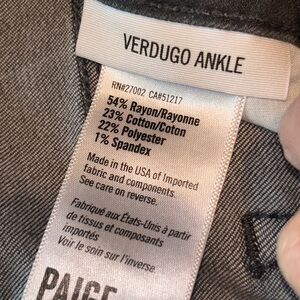 VERDUGO ANKLE
RN#27002 CA#51217
54% Rayon/Rayonne
23% Cotton/Coton
22% Polyester
1% Spandex
Made in the USA of Imported
fabric and components.
See care on reverse.
Fabriqué aux États-Unis à partir
de tissus et composants
importés
Voir le soin sur l'inverse.
PAIGE